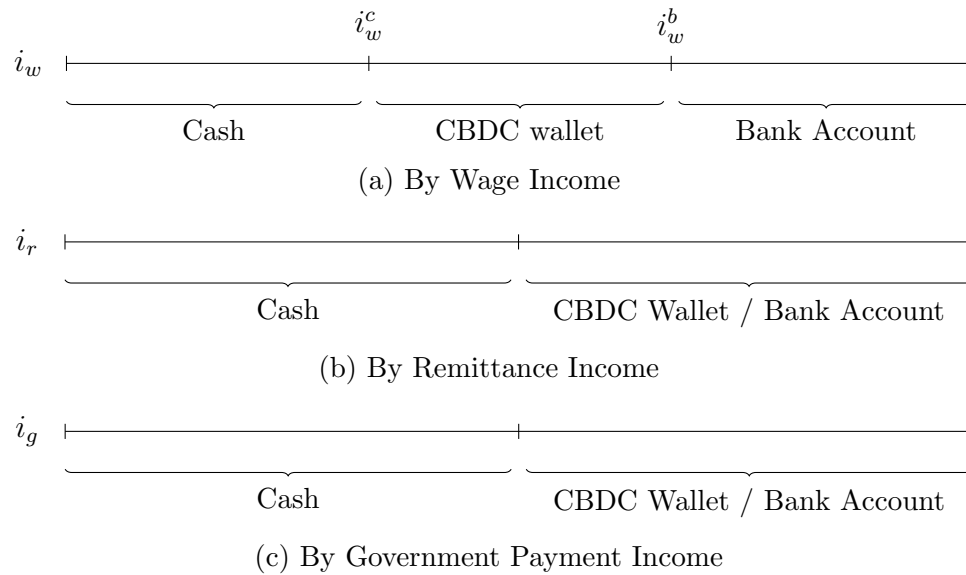 i_w^c i_w^b
i_w
Cash CBDC wallet Bank Account
(a) By Wage Income
i_r
Cash CBDC Wallet / Bank Account
(b) By Remittance Income
i_g
Cash CBDC Wallet / Bank Account
(c) By Government Payment Income